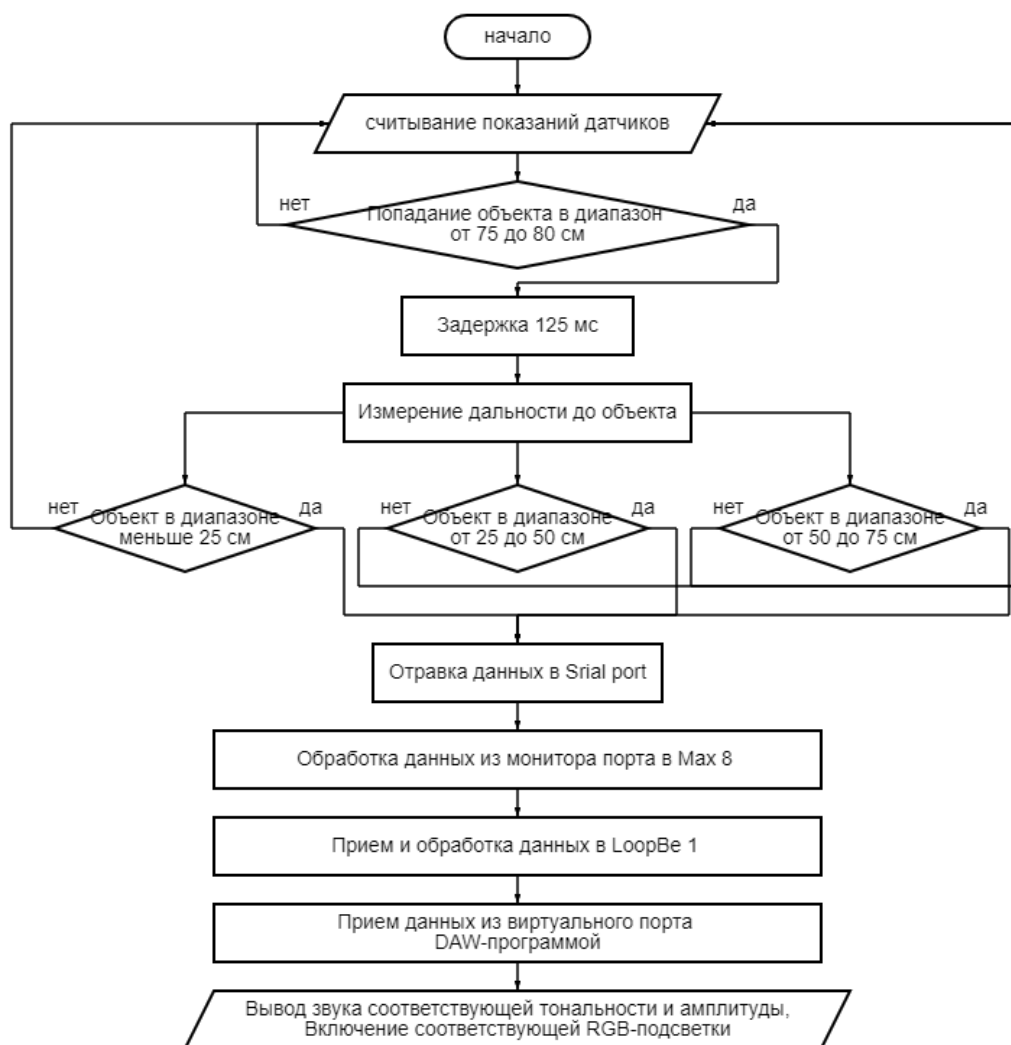 начало
считывание показаний датчиков
нет
да
Попадание объекта в диапазон
от 75 до 80 см
Задержка 125 мс
Измерение дальности до объекта
нет
да
Объект в диапазоне
меньше 25 см
нет
да
Объект в диапазоне
от 25 до 50 см
нет
да
Объект в диапазоне
от 50 до 75 см
Отравка данных в Srial port
Обработка данных из монитора порта в Max 8
Прием и обработка данных в LoopBe 1
Прием данных из виртуального порта
DAW-программой
Вывод звука соответствующей тональности и амплитуды,
Включение соответствующей RGB-подсветки